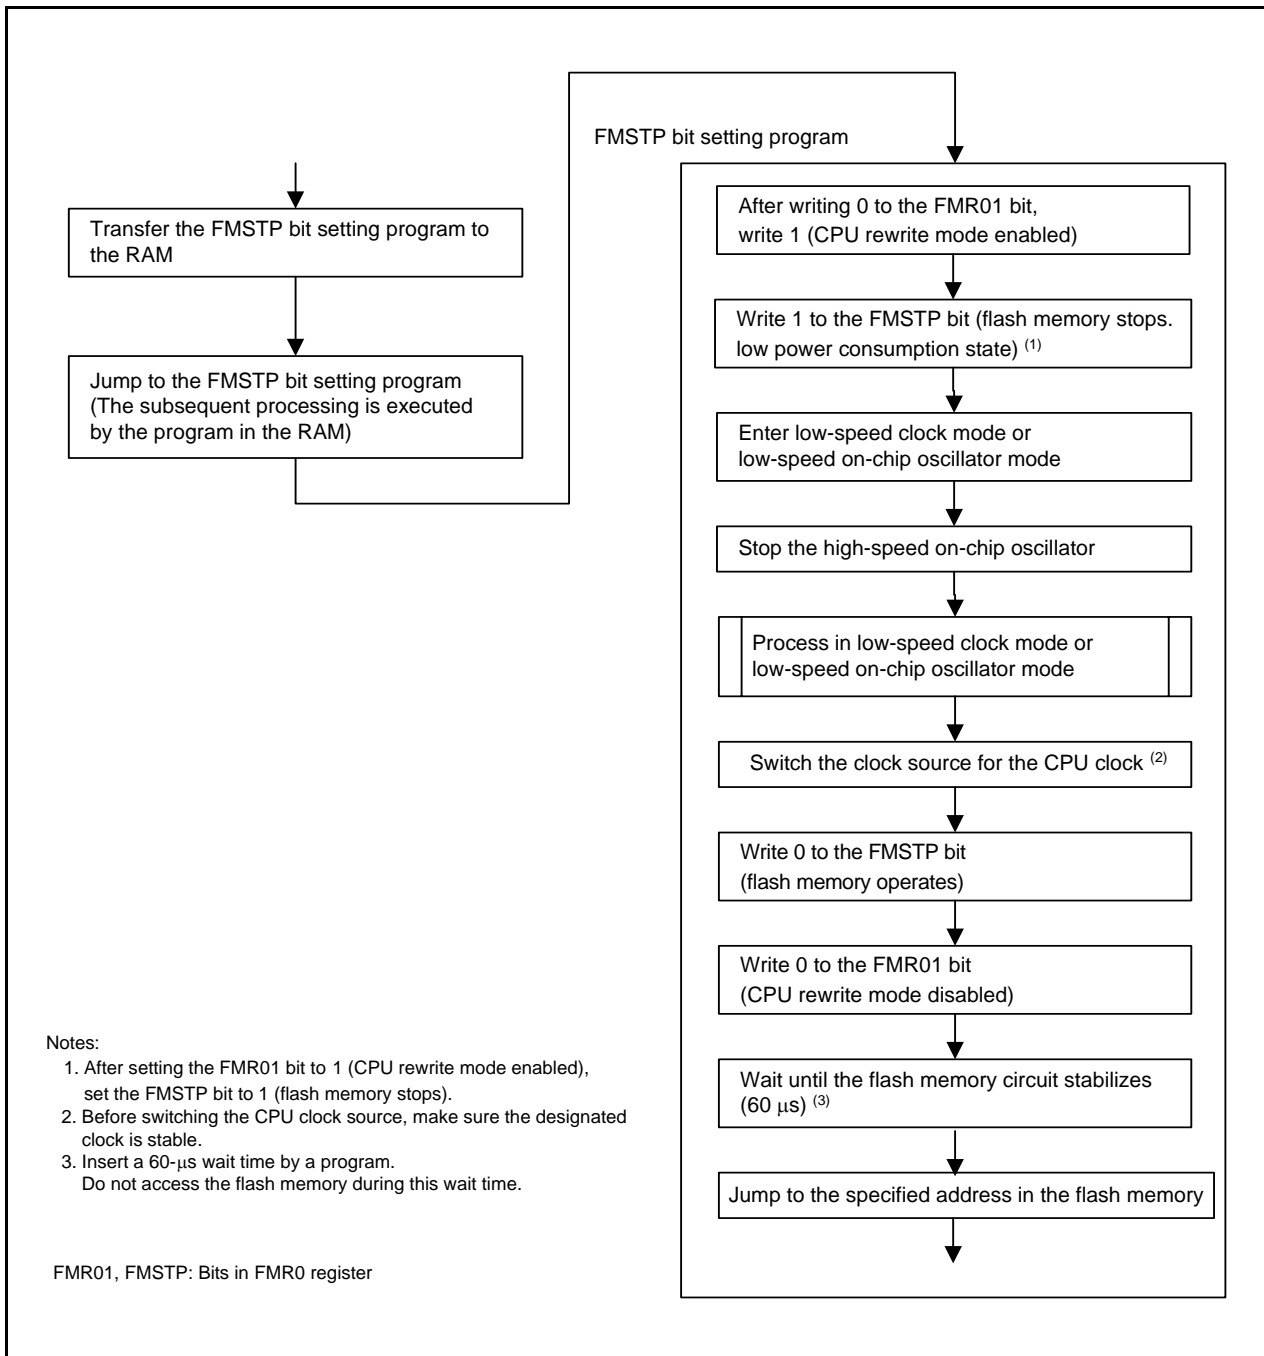 Transfer the FMSTP bit setting program to
the RAM
Jump to the FMSTP bit setting program
(The subsequent processing is executed
by the program in the RAM)
FMSTP bit setting program
After writing 0 to the FMR01 bit,
write 1 (CPU rewrite mode enabled)
Write 1 to the FMSTP bit (flash memory stops.
low power consumption state) (1)
Enter low-speed clock mode or
low-speed on-chip oscillator mode
Stop the high-speed on-chip oscillator
Process in low-speed clock mode or
low-speed on-chip oscillator mode
Switch the clock source for the CPU clock (2)
Write 0 to the FMSTP bit
(flash memory operates)
Write 0 to the FMR01 bit
(CPU rewrite mode disabled)
Wait until the flash memory circuit stabilizes
(60 μs) (3)
Jump to the specified address in the flash memory
Notes:
1. After setting the FMR01 bit to 1 (CPU rewrite mode enabled),
set the FMSTP bit to 1 (flash memory stops).
2. Before switching the CPU clock source, make sure the designated
clock is stable.
3. Insert a 60-μs wait time by a program.
Do not access the flash memory during this wait time.
FMR01, FMSTP: Bits in FMR0 register